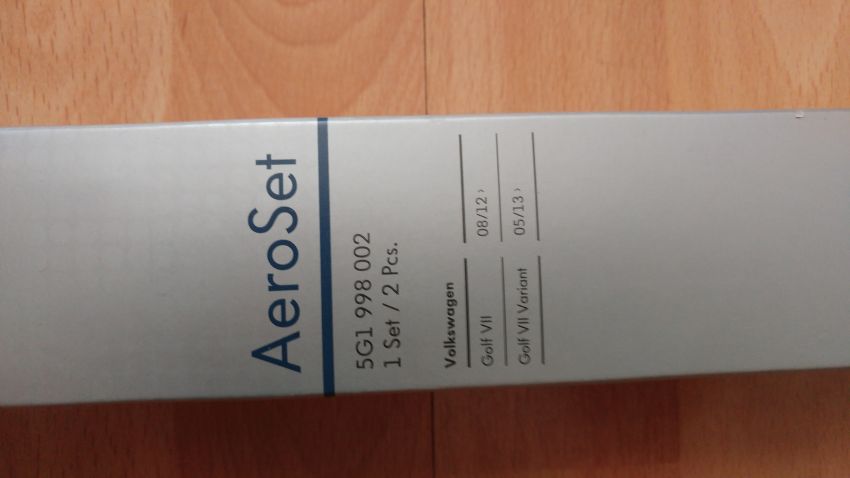 AeroSet
5G1 998 002
1 Set / 2 Pcs.
Volkswagen
Golf VII 08/12 ›
Golf VII Variant 05/13 ›